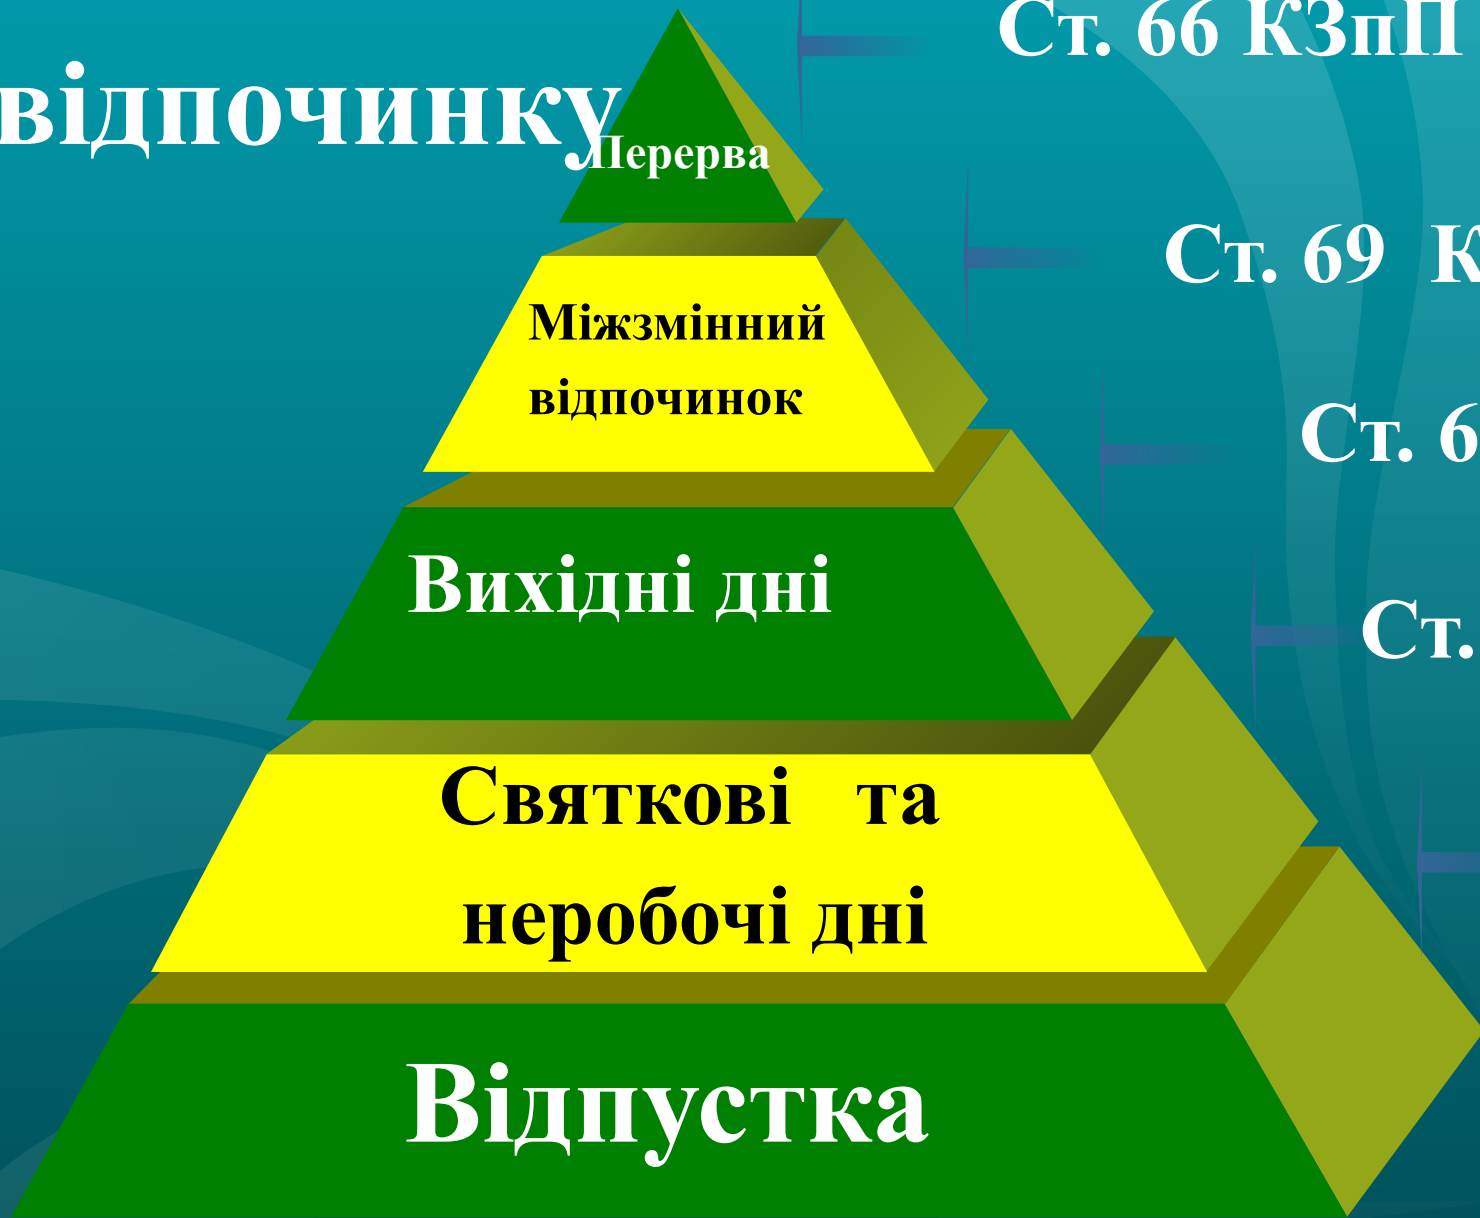 Ст. 66 КЗпП
відпочинку
Перерва
Ст. 69 К
Міжзмінний
відпочинок
Ст. 6
Вихідні дні
Ст.
Святкові та
неробочі дні
Відпустка